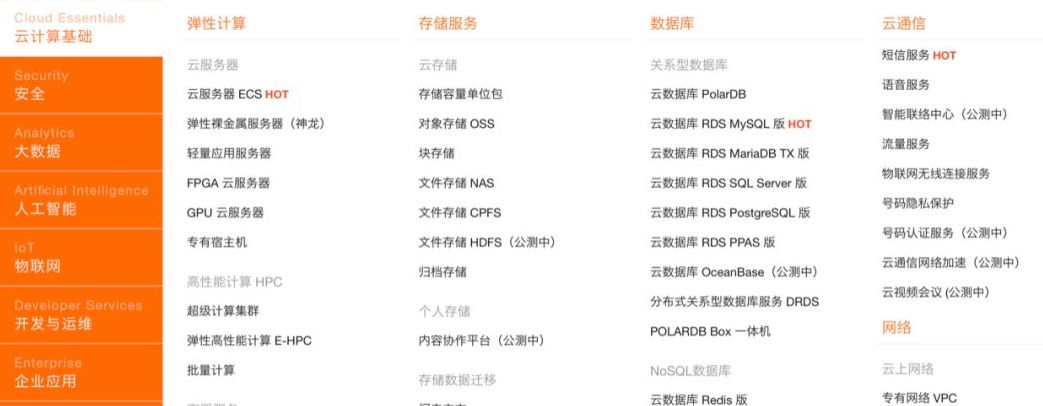 Cloud Essentials
云计算基础
Security
安全
Analytics
大数据
Artificial Intelligence
人工智能
IoT
物联网
Developer Services
开发与运维
Enterprise
企业应用
弹性计算
云服务器
云服务器 ECS HOT
弹性裸金属服务器（神龙）
轻量应用服务器
FPGA 云服务器
GPU 云服务器
专有宿主机
高性能计算 HPC
超级计算集群
弹性高性能计算 E-HPC
批量计算
存储服务
云存储
存储容量单位包
对象存储 OSS
块存储
文件存储 NAS
文件存储 CPFS
文件存储 HDFS（公测中）
归档存储
个人存储
内容协作平台（公测中）
存储数据迁移
数据库
关系型数据库
云数据库 PolarDB
云数据库 RDS MySQL 版 HOT
云数据库 RDS MariaDB TX 版
云数据库 RDS SQL Server 版
云数据库 RDS PostgreSQL 版
云数据库 RDS PPAS 版
云数据库 OceanBase（公测中）
分布式关系型数据库服务 DRDS
POLARDB Box 一体机
NoSQL数据库
云数据库 Redis 版
云通信
短信服务 HOT
语音服务
智能联络中心（公测中）
流量服务
物联网无线连接服务
号码隐私保护
号码认证服务（公测中）
云通信网络加速（公测中）
云视频会议 (公测中）
网络
云上网络
专有网络 VPC